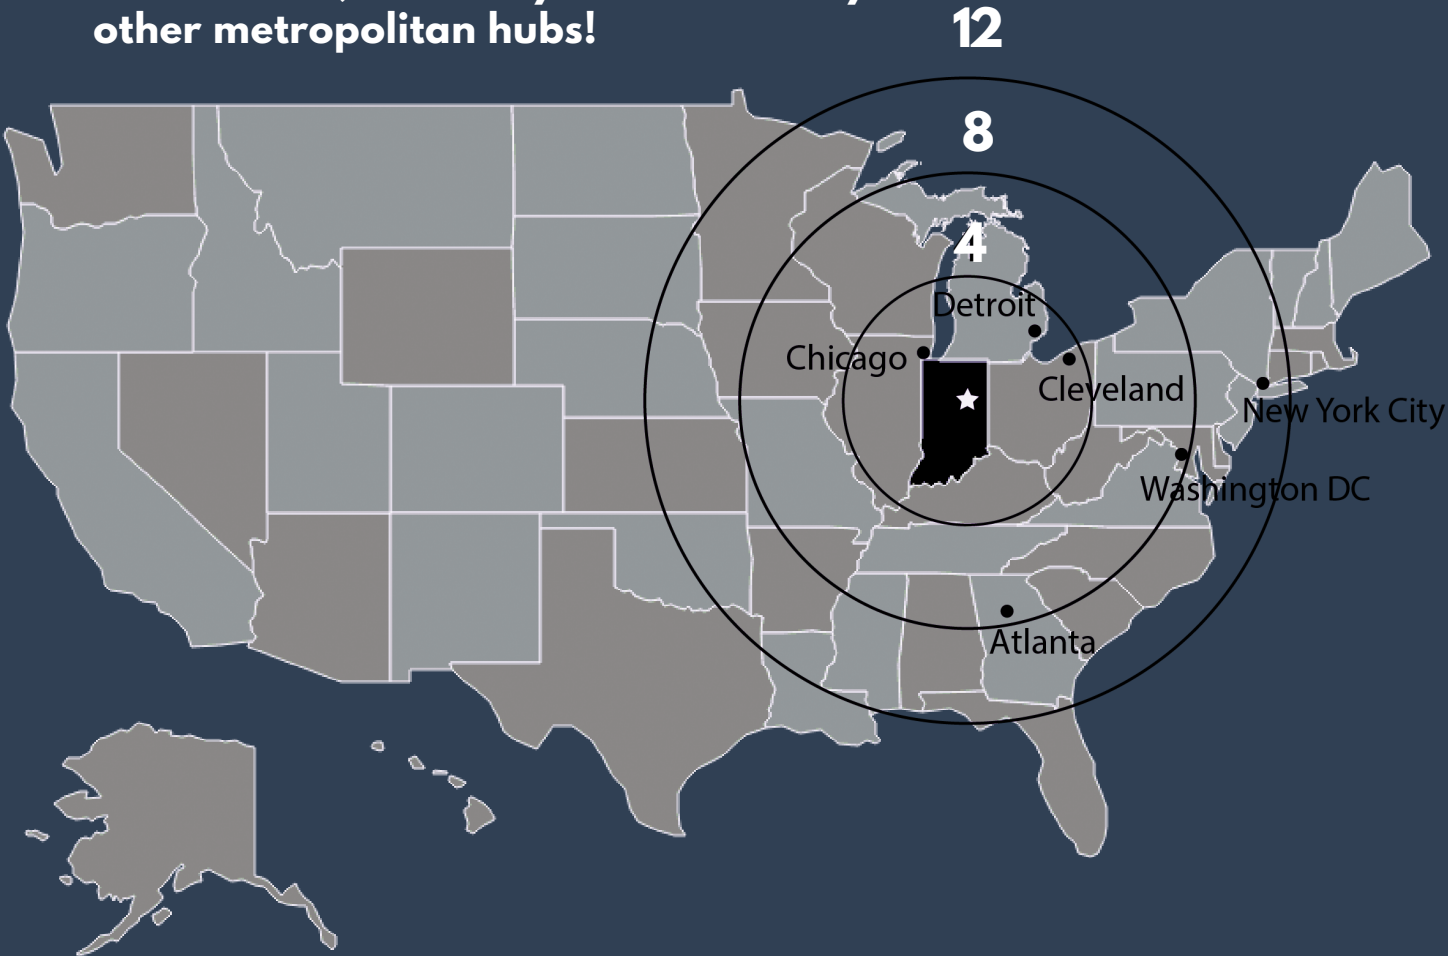 other metropolitan hubs!
12
8
4
Detroit
Chicago
Cleveland
New York City
Washington DC
Atlanta